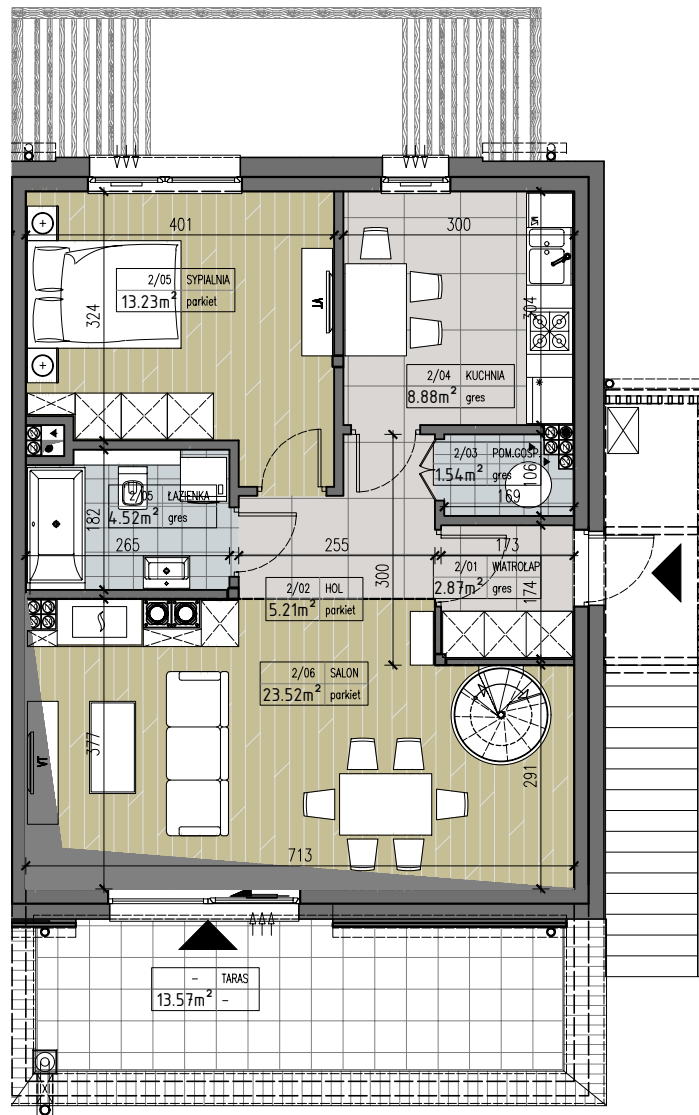 401
300
2/05 SYPIALNIA
13.23m² parkiet
324
TV
304
2/04 KUCHNIA
8.88m² gres
2/03 POM.GOSP.
1.54m² gres
106
169
2/05 ŁAZIENKA
4.52m² gres
182
265
255
173
2/01 WIATROŁAP
2.87m² gres
174
300
2/02 HOL
5.21m² parkiet
2/06 SALON
23.52m² parkiet
377
TV
291
713
- TARAS
13.57m² -